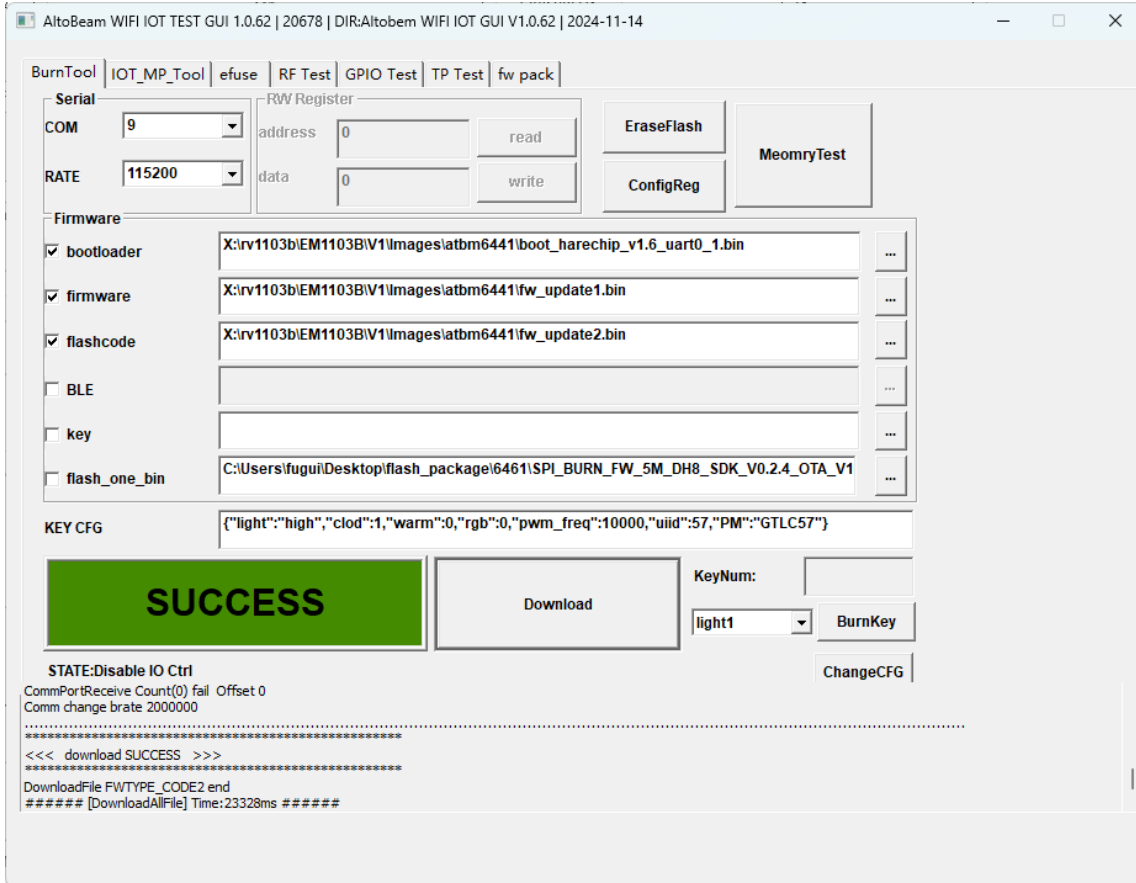 AltoBeam WIFI IOT TEST GUI 1.0.62 | 20678 | DIR:Altobem WIFI IOT GUI V1.0.62 | 2024-11-14
BurnTool IOT_MP_Tool efuse RF Test GPIO Test TP Test fw pack
Serial
COM 9
RATE 115200
RW Register
address 0 read
data 0 write
EraseFlash
ConfigReg
MeomryTest
Firmware
bootloader X:\rv1103b\EM1103B\V1\Images\atbm6441\boot_harechip_v1.6_uart0_1.bin ...
firmware X:\rv1103b\EM1103B\V1\Images\atbm6441\fw_update1.bin ...
flashcode X:\rv1103b\EM1103B\V1\Images\atbm6441\fw_update2.bin ...
BLE ...
key ...
flash_one_bin C:\Users\fugui\Desktop\flash_package\6461\SPI_BURN_FW_5M_DH8_SDK_V0.2.4_OTA_V1 ...
KEY CFG {"light":"high","clod":1,"warm":0,"rgb":0,"pwm_freq":10000,"uiid":57,"PM":"GTLC57"}
SUCCESS
Download
KeyNum:
light1 BurnKey
STATE:Disable IO Ctrl
ChangeCFG
CommPortReceive Count(0) fail Offset 0
Comm change brate 2000000
<<< download SUCCESS >>>
DownloadFile FWTYPE_CODE2 end
###### [DownloadAllFile] Time:23328ms ######